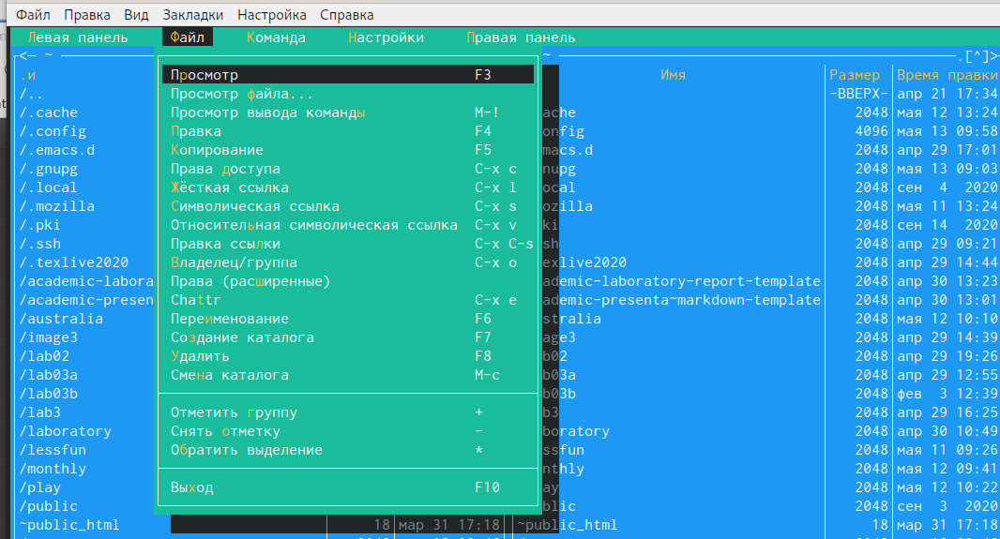 Файл Правка Вид Закладки Настройка Справка
Левая панель Файл Команда Настройки Правая панель
<— ~ ~ .[^]>
.и Просмотр F3 Имя Размер Время правки
/.. Просмотр файла... -ВВЕРХ- апр 21 17:34
/.cache Просмотр вывода команды M-! ache 2048 мая 12 13:24
/.config Правка F4 onfig 4096 мая 13 09:58
/.emacs.d Копирование F5 macs.d 2048 апр 29 17:01
/.gnupg Права доступа C-x c nupg 2048 мая 13 09:03
/.local Жёсткая ссылка C-x l ocal 2048 сен 4 2020
/.mozilla Символическая ссылка C-x s ozilla 2048 мая 11 13:24
/.pki Относительная символическая ссылка C-x v ki 2048 сен 14 2020
/.ssh Правка ссылки C-x C-s sh 2048 апр 29 09:21
/.texlive2020 Владелец/группа C-x o exlive2020 2048 апр 29 14:44
/academic-labora Права (расширенные) ademic-laboratory-report-template 2048 апр 30 13:23
/academic-presen Chattr C-x e ademic-presenta~markdown-template 2048 апр 30 13:01
/australia Переименование F6 stralia 2048 мая 12 10:10
/image3 Создание каталога F7 age3 2048 апр 29 14:39
/lab02 Удалить F8 b02 2048 апр 29 19:26
/lab03a Смена каталога M-c b03a 2048 апр 29 12:55
/lab03b b03b 2048 фев 3 12:39
/lab3 Отметить группу + b3 2048 апр 29 16:25
/laboratory Снять отметку - boratory 2048 апр 30 10:49
/lessfun Обратить выделение * ssfun 2048 мая 11 09:26
/monthly nthly 2048 мая 12 09:41
/play Выход F10 ay 2048 мая 12 10:22
/public blic 2048 сен 3 2020
~public_html 18 мар 31 17:18 ~public_html 18 мар 31 17:18